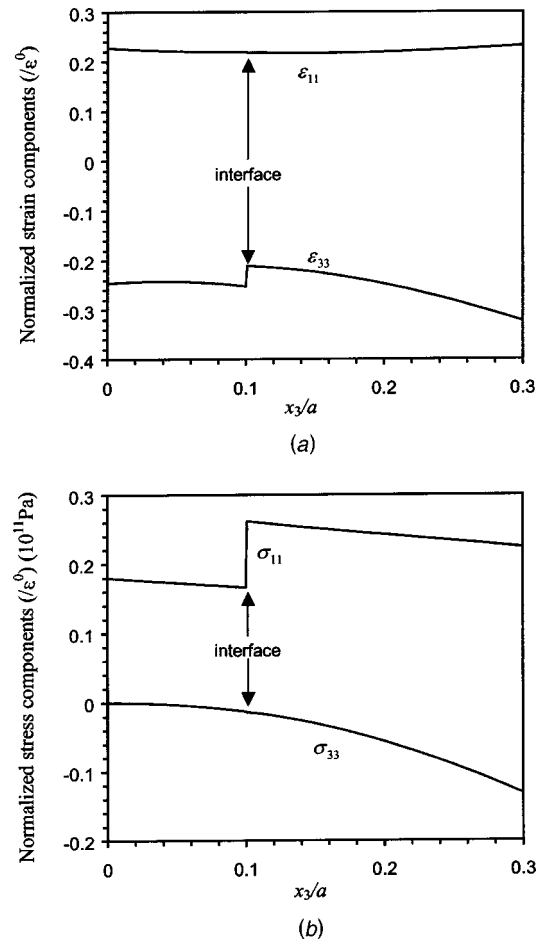 Normalized strain components (/ε⁰)
0.3
0.2
0.1
0
-0.1
-0.2
-0.3
-0.4
ε₁₁
interface
ε₃₃
0
0.1
0.2
0.3
x₃/a
(a)
Normalized stress components (/ε⁰) (10¹¹Pa)
0.3
0.2
0.1
0
-0.1
-0.2
σ₁₁
interface
σ₃₃
0
0.1
0.2
0.3
x₃/a
(b)